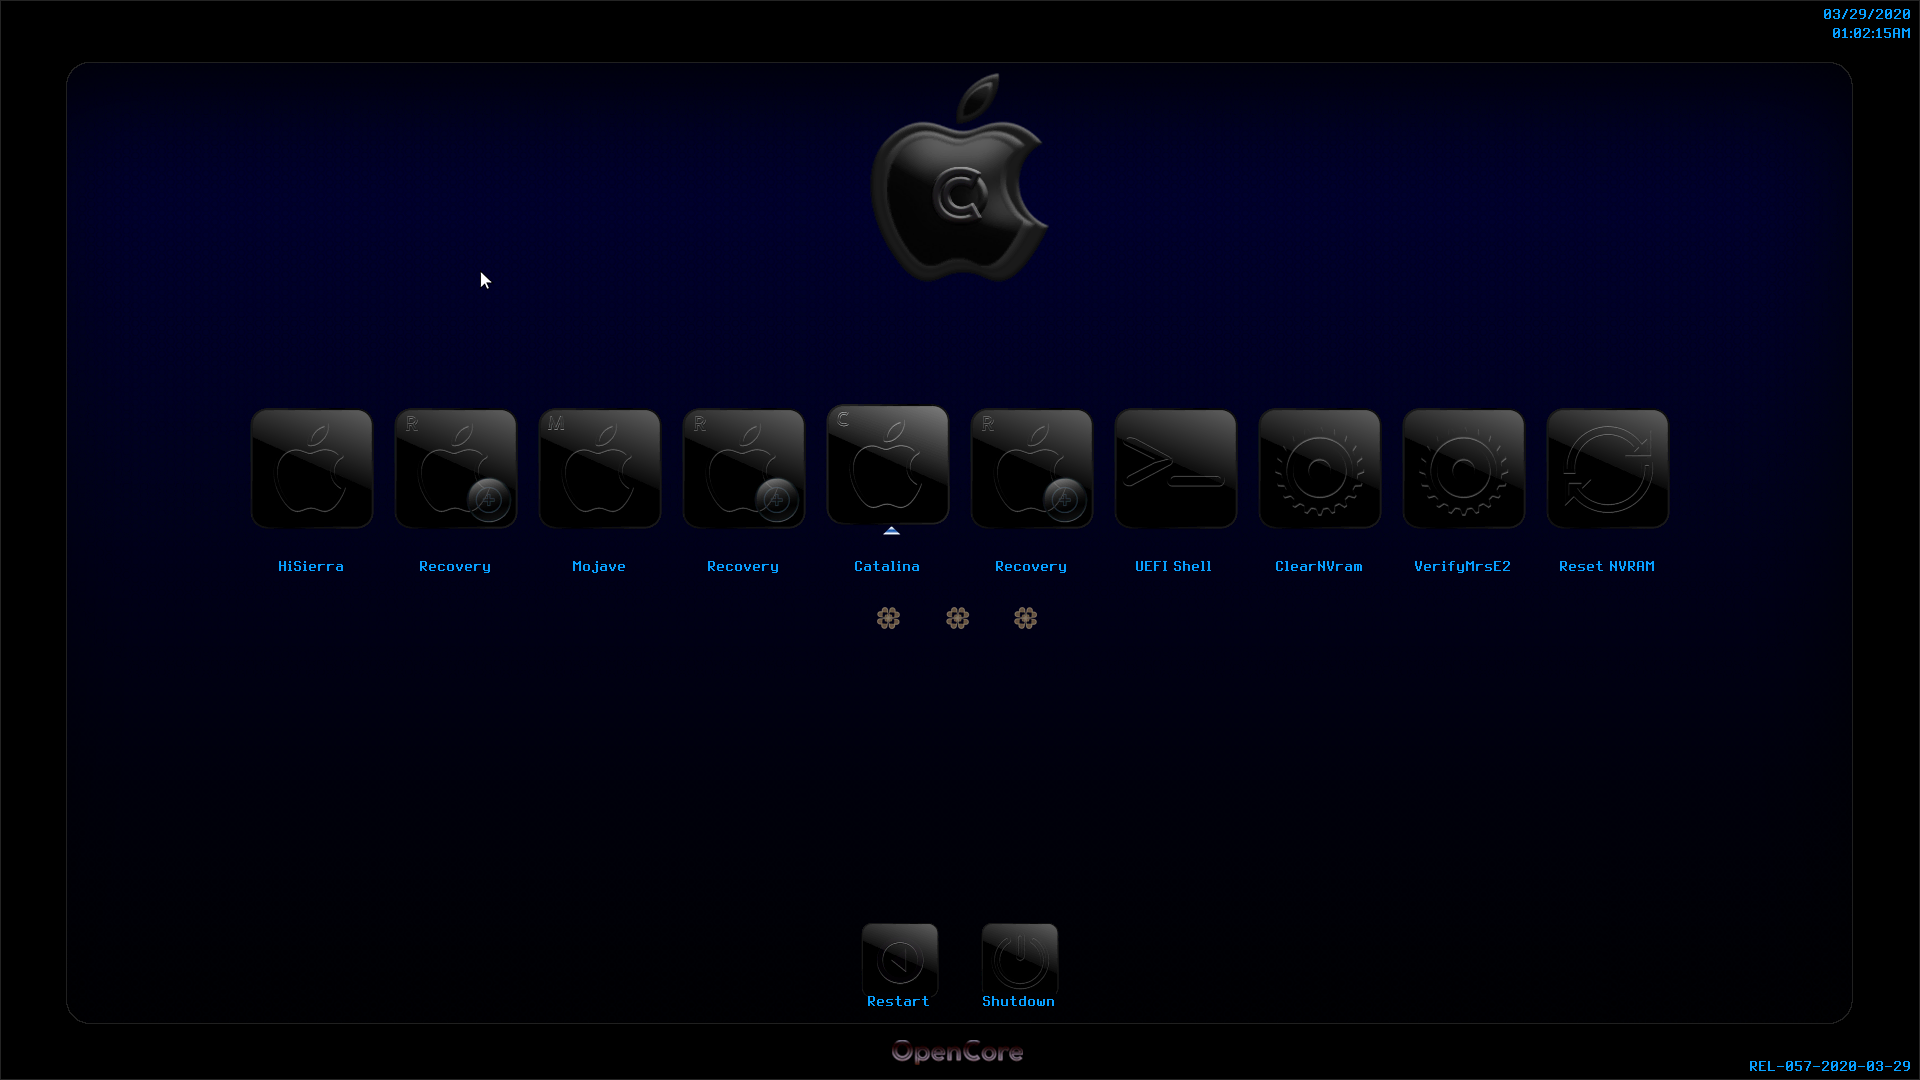 03/29/2020
01:02:15AM
R
M
R
C
R
HiSierra
Recovery
Mojave
Recovery
Catalina
Recovery
UEFI Shell
ClearNVram
VerifyMrsE2
Reset NVRAM
Restart
Shutdown
OpenCore
REL-057-2020-03-29